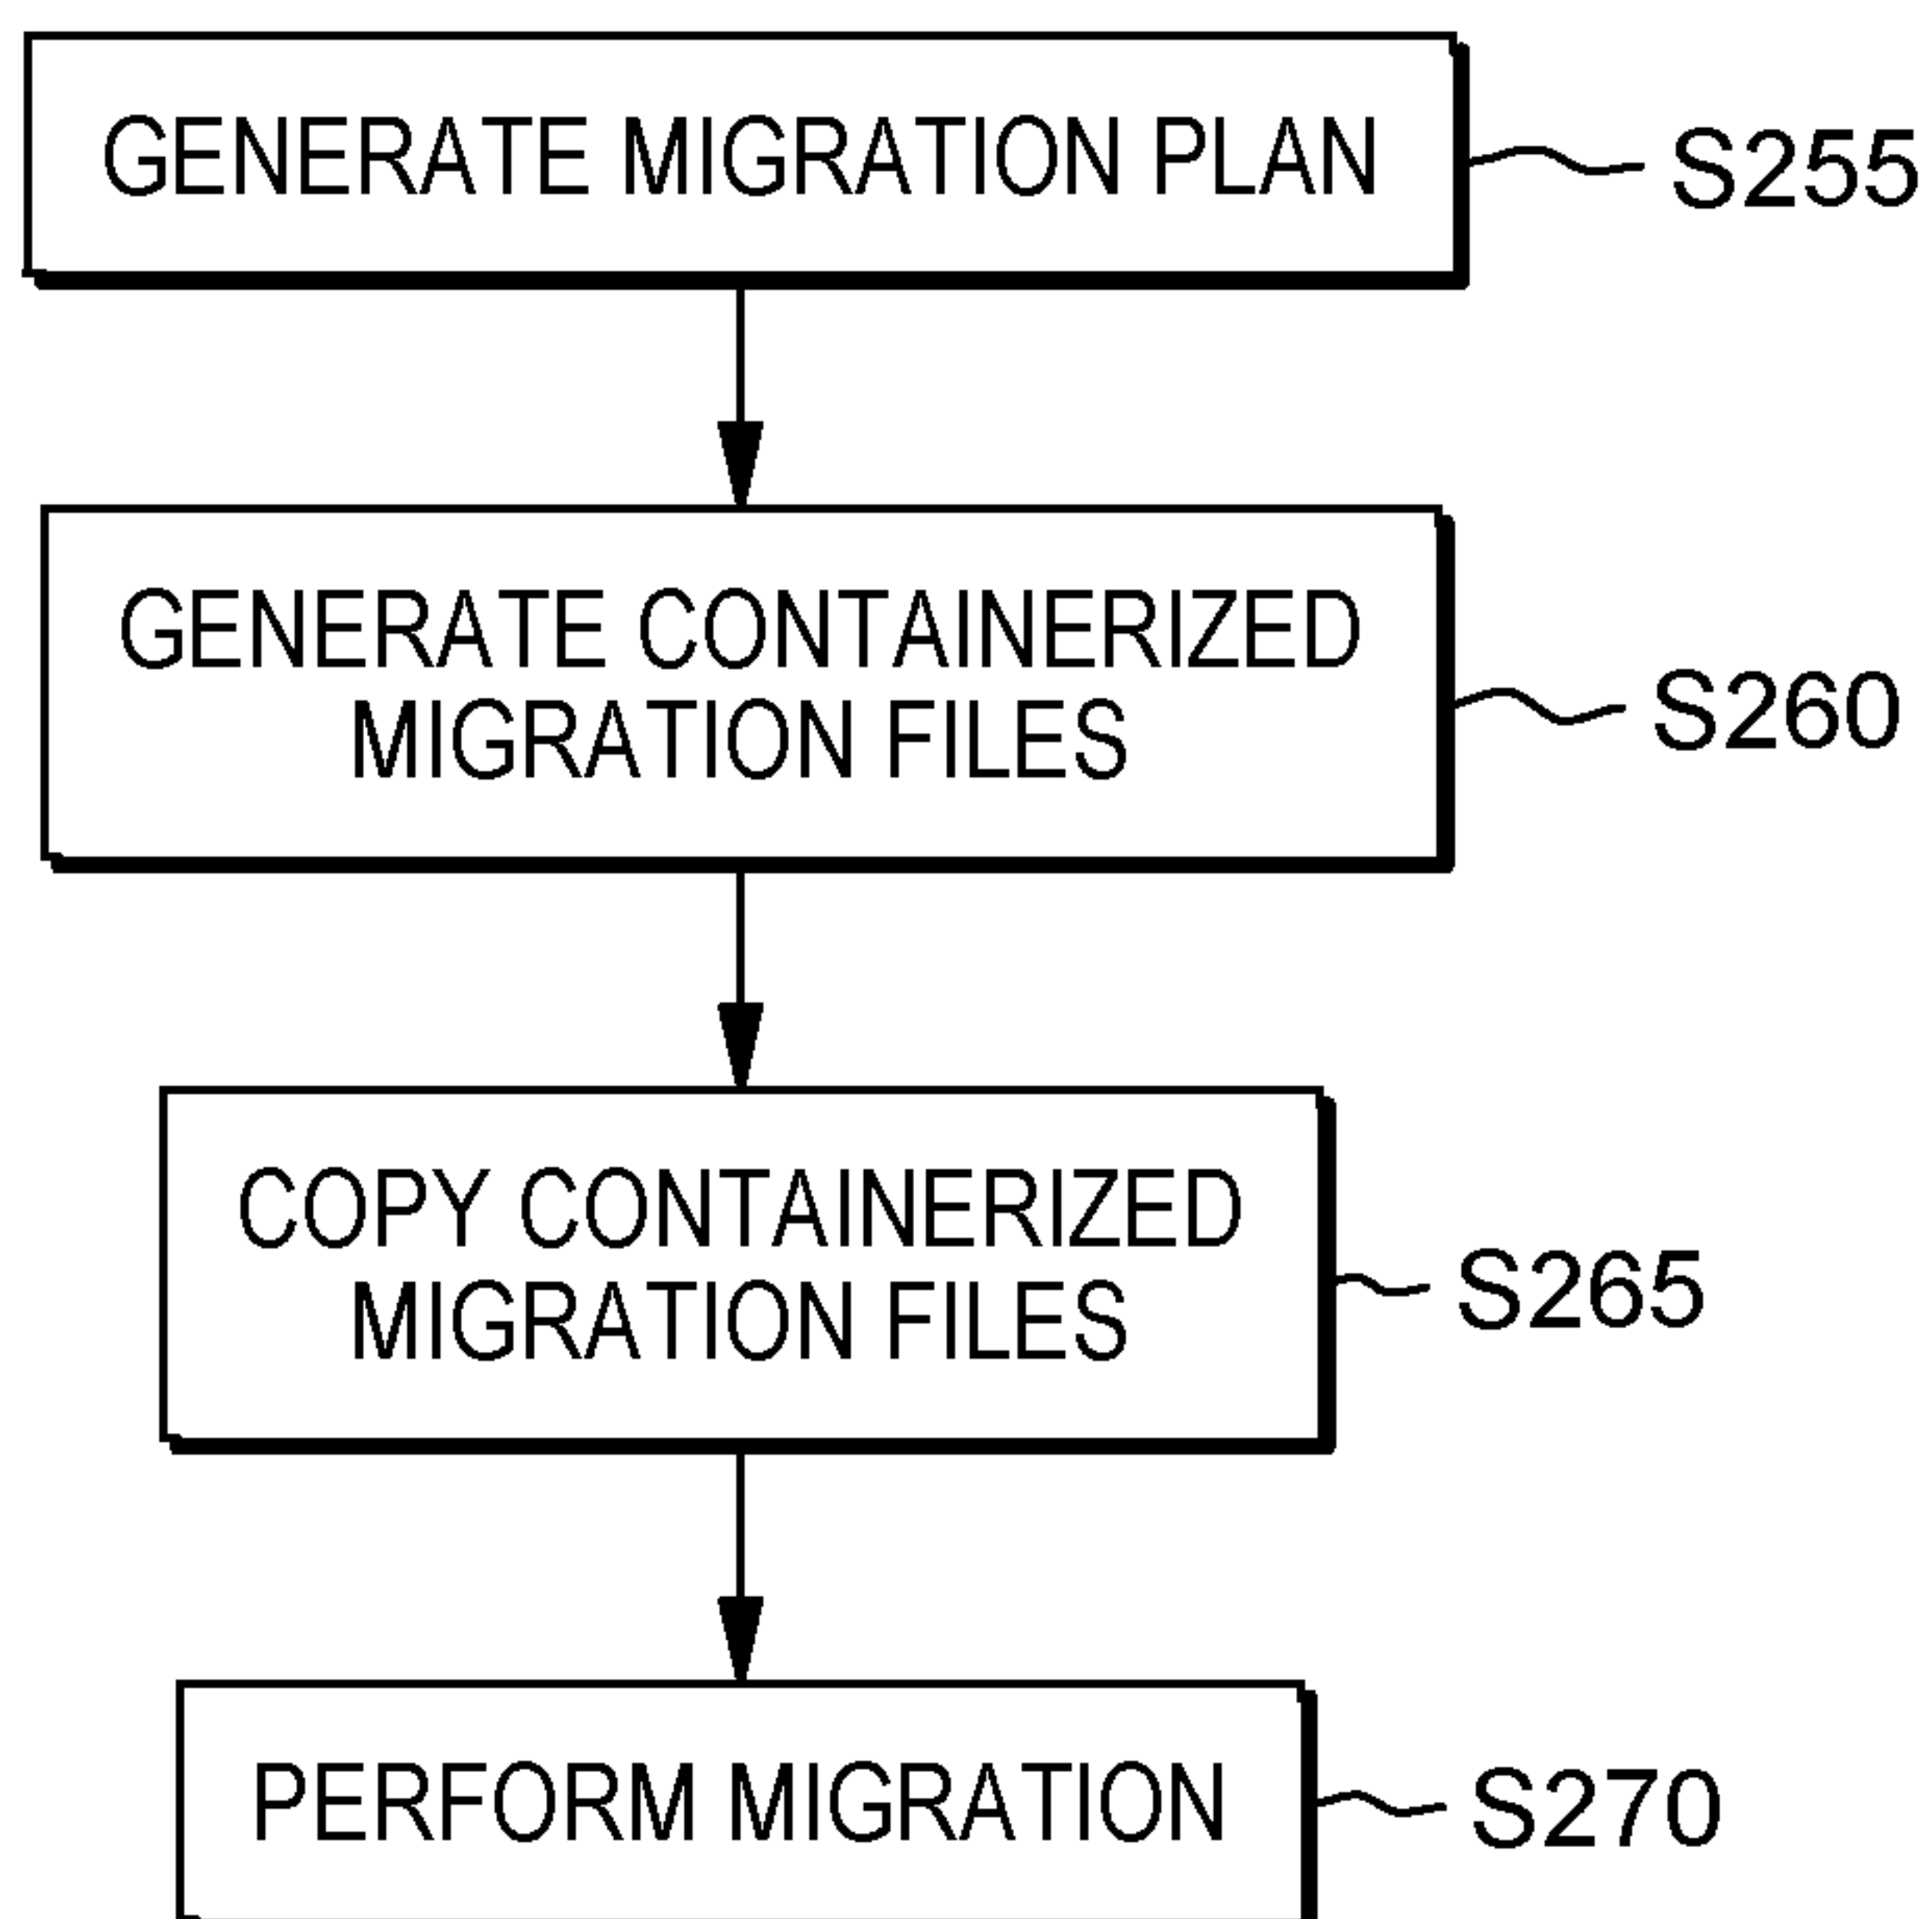 GENERATE MIGRATION PLAN
S255
GENERATE CONTAINERIZED
MIGRATION FILES
S260
COPY CONTAINERIZED
MIGRATION FILES
S265
PERFORM MIGRATION
S270